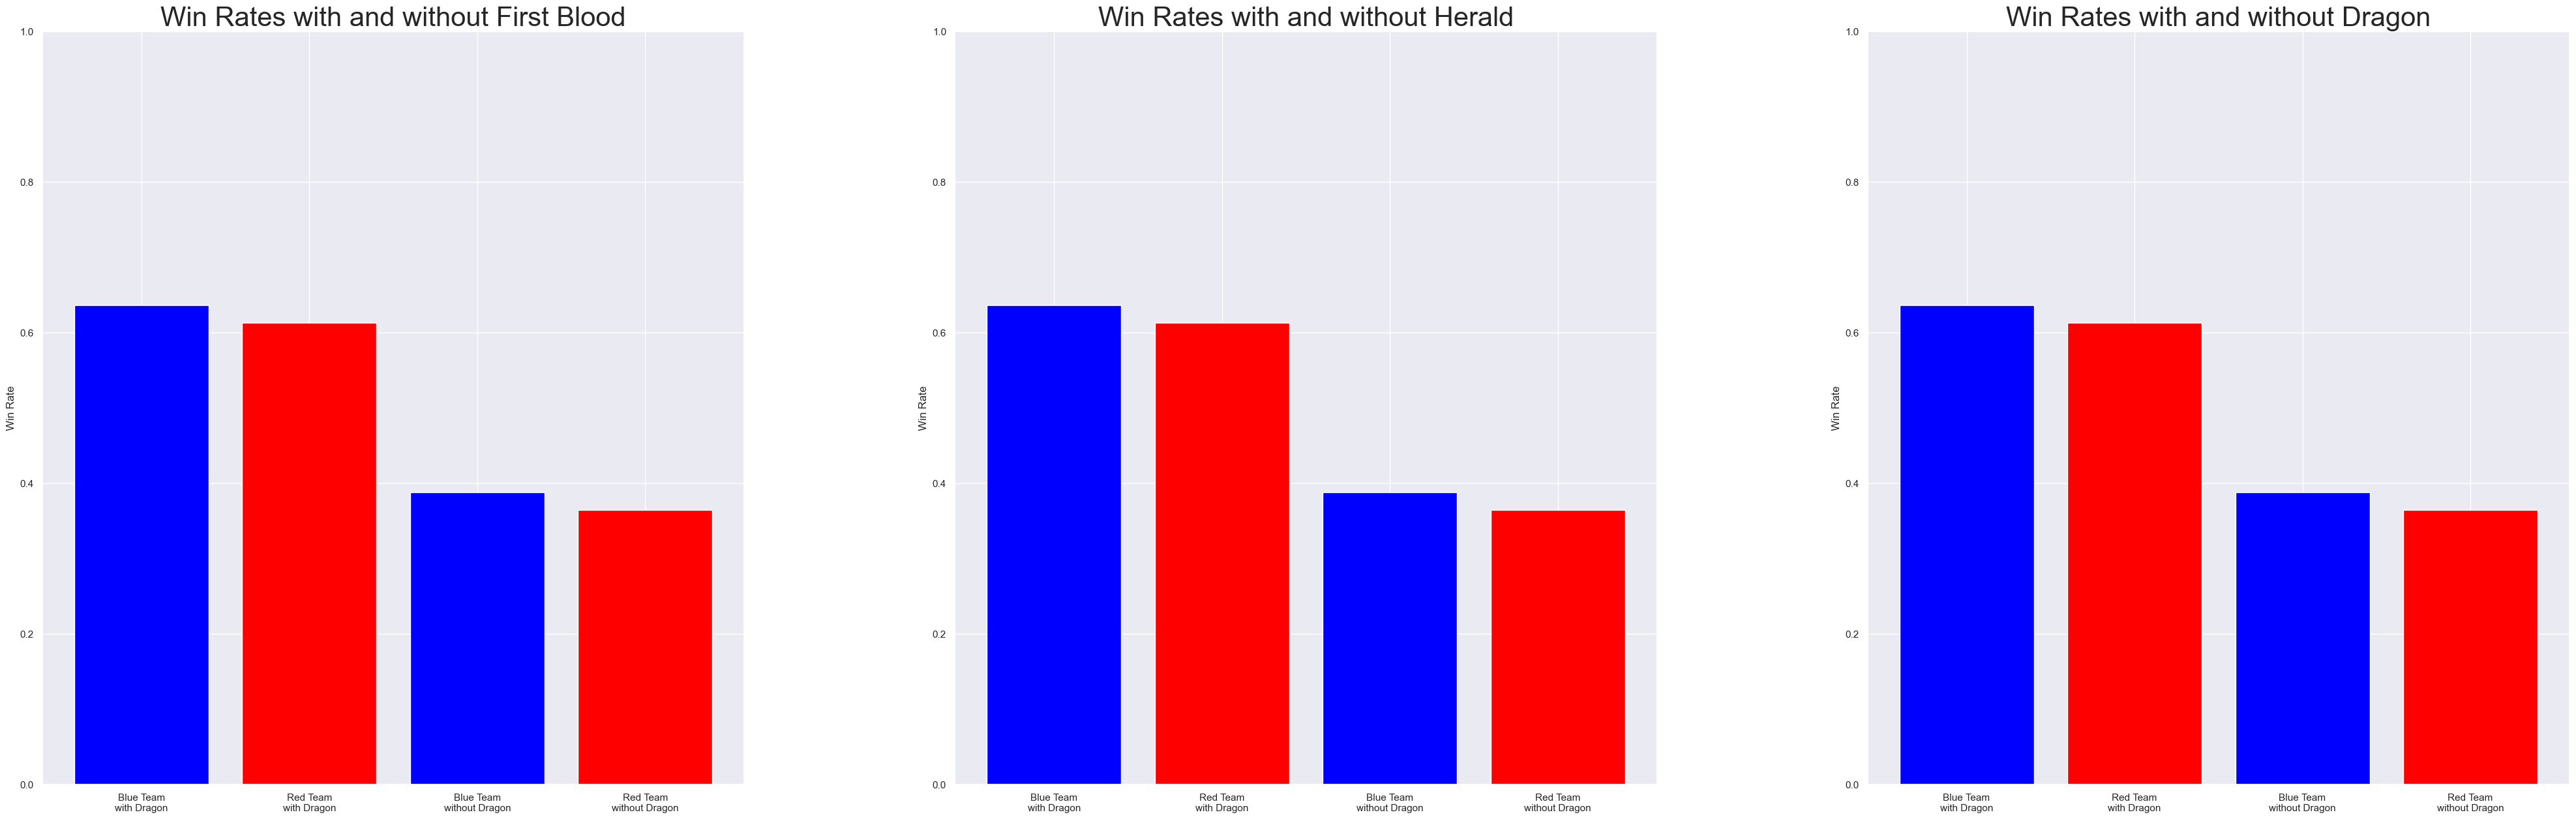 Win Rates with and without First Blood
1.0
0.8
0.6
0.4
0.2
0.0
Win Rate
Blue Team
with Dragon
Red Team
with Dragon
Blue Team
without Dragon
Red Team
without Dragon
Win Rates with and without Herald
1.0
0.8
0.6
0.4
0.2
0.0
Win Rate
Blue Team
with Dragon
Red Team
with Dragon
Blue Team
without Dragon
Red Team
without Dragon
Win Rates with and without Dragon
1.0
0.8
0.6
0.4
0.2
0.0
Win Rate
Blue Team
with Dragon
Red Team
with Dragon
Blue Team
without Dragon
Red Team
without Dragon